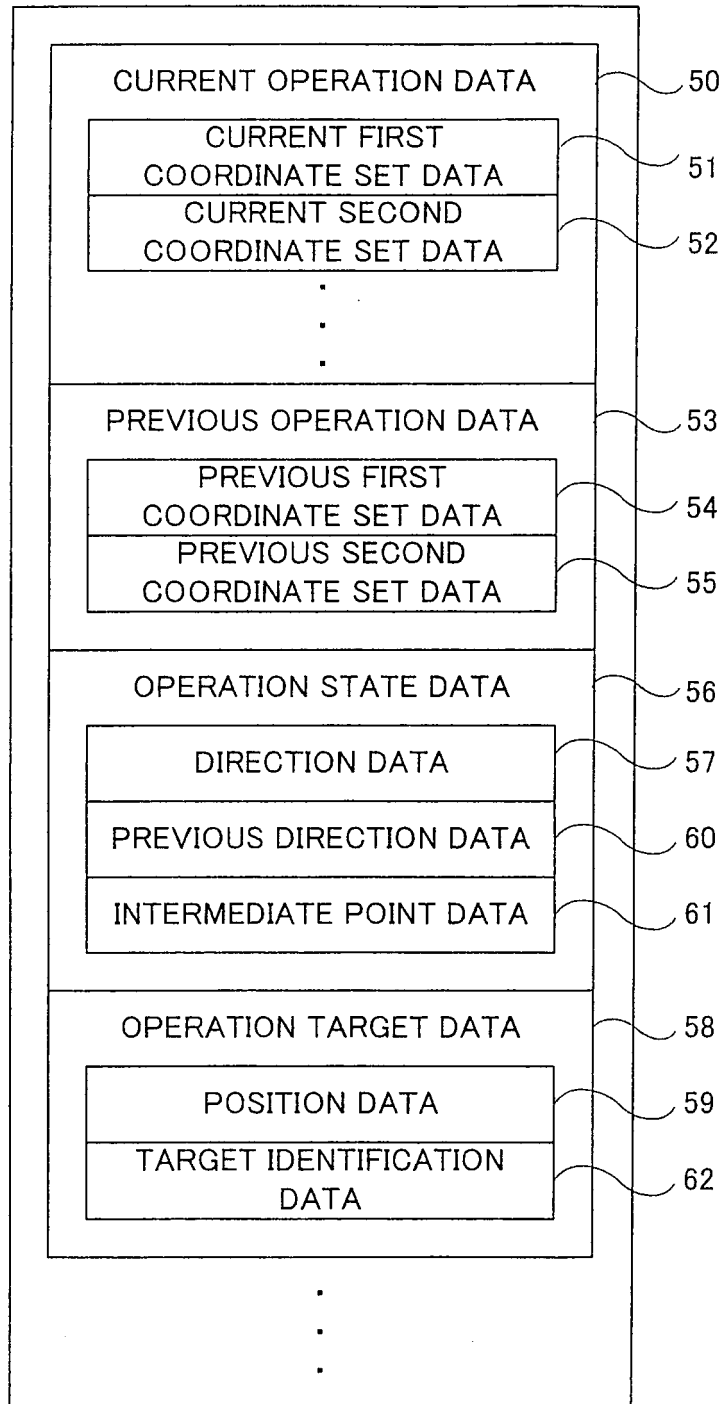 CURRENT OPERATION DATA 50
CURRENT FIRST
COORDINATE SET DATA 51
CURRENT SECOND
COORDINATE SET DATA 52
PREVIOUS OPERATION DATA 53
PREVIOUS FIRST
COORDINATE SET DATA 54
PREVIOUS SECOND
COORDINATE SET DATA 55
OPERATION STATE DATA 56
DIRECTION DATA 57
PREVIOUS DIRECTION DATA 60
INTERMEDIATE POINT DATA 61
OPERATION TARGET DATA 58
POSITION DATA 59
TARGET IDENTIFICATION
DATA 62